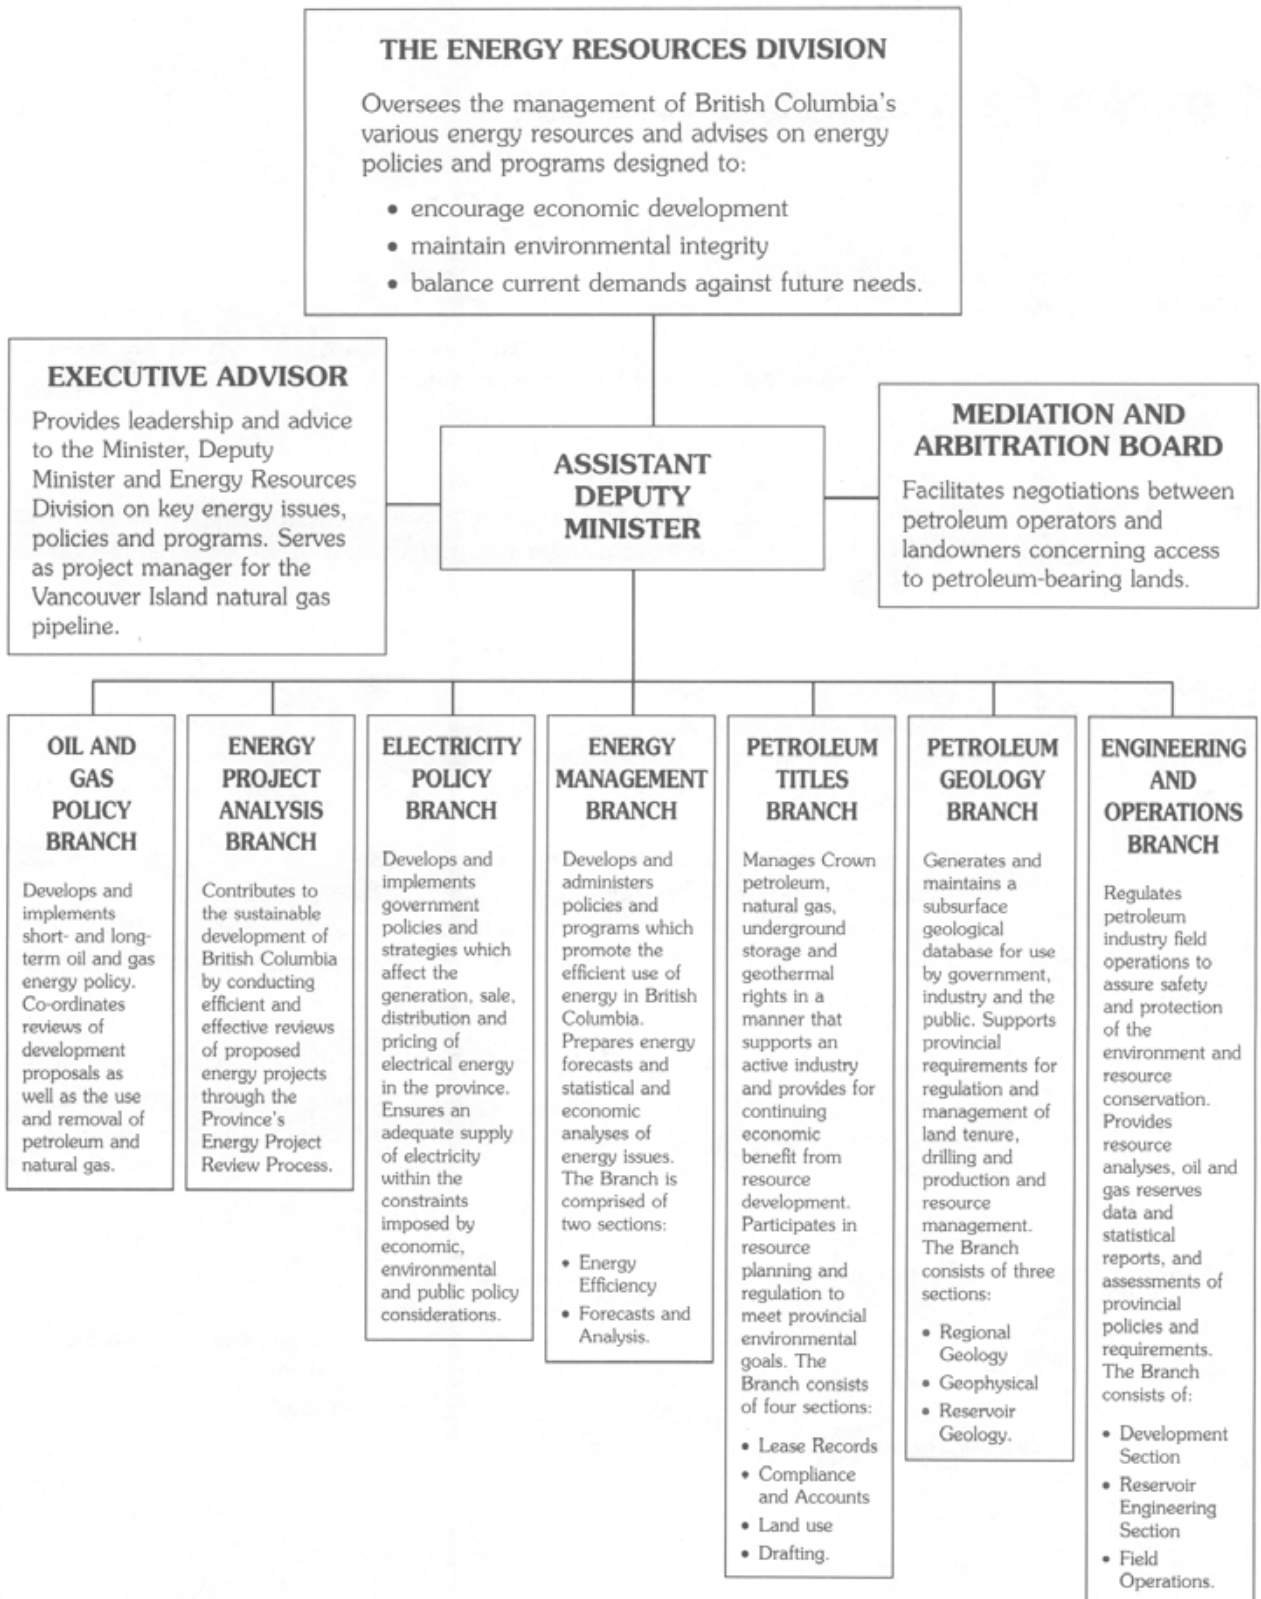 THE ENERGY RESOURCES DIVISION
Oversees the management of British Columbia's
various energy resources and advises on energy
policies and programs designed to:
• encourage economic development
• maintain environmental integrity
• balance current demands against future needs.
EXECUTIVE ADVISOR
Provides leadership and advice
to the Minister, Deputy
Minister and Energy Resources
Division on key energy issues,
policies and programs. Serves
as project manager for the
Vancouver Island natural gas
pipeline.
ASSISTANT
DEPUTY
MINISTER
MEDIATION AND
ARBITRATION BOARD
Facilitates negotiations between
petroleum operators and
landowners concerning access
to petroleum-bearing lands.
OIL AND
GAS
POLICY
BRANCH
Develops and
implements
short- and long-
term oil and gas
energy policy.
Co-ordinates
reviews of
development
proposals as
well as the use
and removal of
petroleum and
natural gas.
ENERGY
PROJECT
ANALYSIS
BRANCH
Contributes to
the sustainable
development of
British Columbia
by conducting
efficient and
effective reviews
of proposed
energy projects
through the
Province's
Energy Project
Review Process.
ELECTRICITY
POLICY
BRANCH
Develops and
implements
government
policies and
strategies which
affect the
generation, sale,
distribution and
pricing of
electrical energy
in the province.
Ensures an
adequate supply
of electricity
within the
constraints
imposed by
economic,
environmental
and public policy
considerations.
ENERGY
MANAGEMENT
BRANCH
Develops and
administers
policies and
programs which
promote the
efficient use of
energy in British
Columbia.
Prepares energy
forecasts and
statistical and
economic
analyses of
energy issues.
The Branch is
comprised of
two sections:
• Energy
Efficiency
• Forecasts and
Analysis.
PETROLEUM
TITLES
BRANCH
Manages Crown
petroleum,
natural gas,
underground
storage and
geothermal
rights in a
manner that
supports an
active industry
and provides for
continuing
economic
benefit from
resource
development.
Participates in
resource
planning and
regulation to
meet provincial
environmental
goals. The
Branch consists
of four sections:
• Lease Records
• Compliance
and Accounts
• Land use
• Drafting.
PETROLEUM
GEOLOGY
BRANCH
Generates and
maintains a
subsurface
geological
database for use
by government,
industry and the
public. Supports
provincial
requirements for
regulation and
management of
land tenure,
drilling and
production and
resource
management.
The Branch
consists of three
sections:
• Regional
Geology
• Geophysical
• Reservoir
Geology.
ENGINEERING
AND
OPERATIONS
BRANCH
Regulates
petroleum
industry field
operations to
assure safety
and protection
of the
environment and
resource
conservation.
Provides
resource
analyses, oil and
gas reserves
data and
statistical
reports, and
assessments of
provincial
policies and
requirements.
The Branch
consists of:
• Development
Section
• Reservoir
Engineering
Section
• Field
Operations.